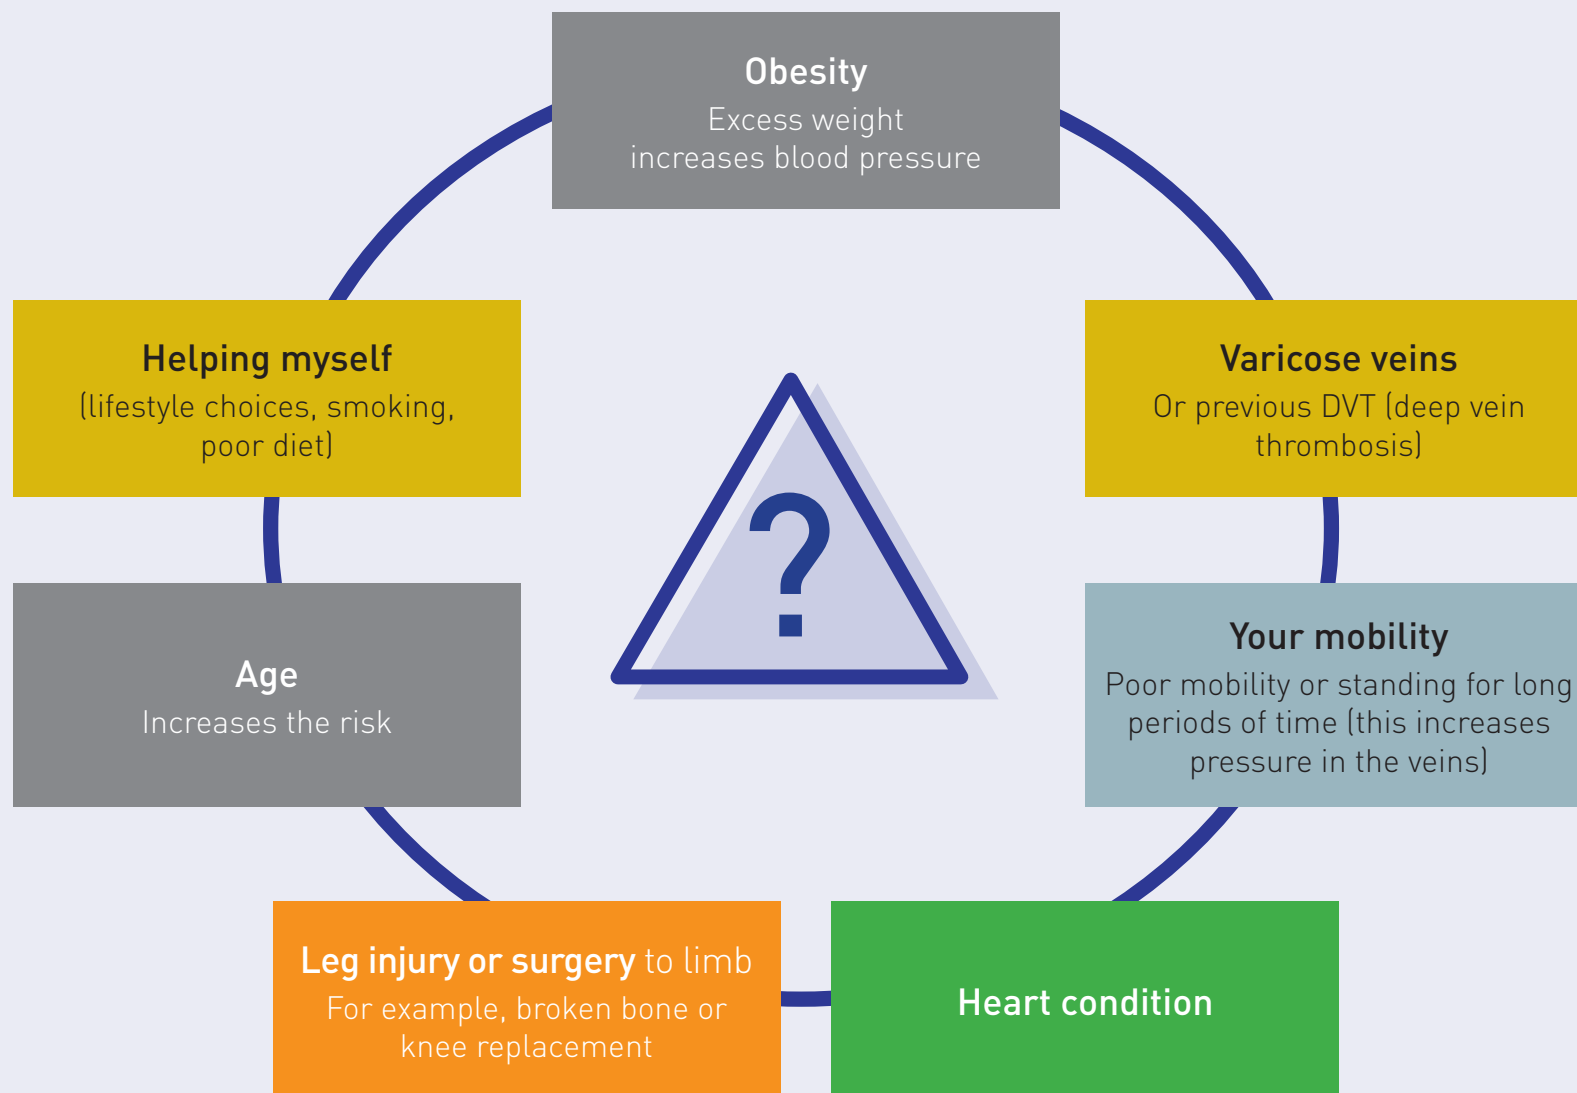 Obesity
Excess weight
increases blood pressure
Helping myself
(lifestyle choices, smoking,
poor diet)
Varicose veins
Or previous DVT (deep vein
thrombosis)
?
Age
Increases the risk
Your mobility
Poor mobility or standing for long
periods of time (this increases
pressure in the veins)
Leg injury or surgery to limb
For example, broken bone or
knee replacement
Heart condition